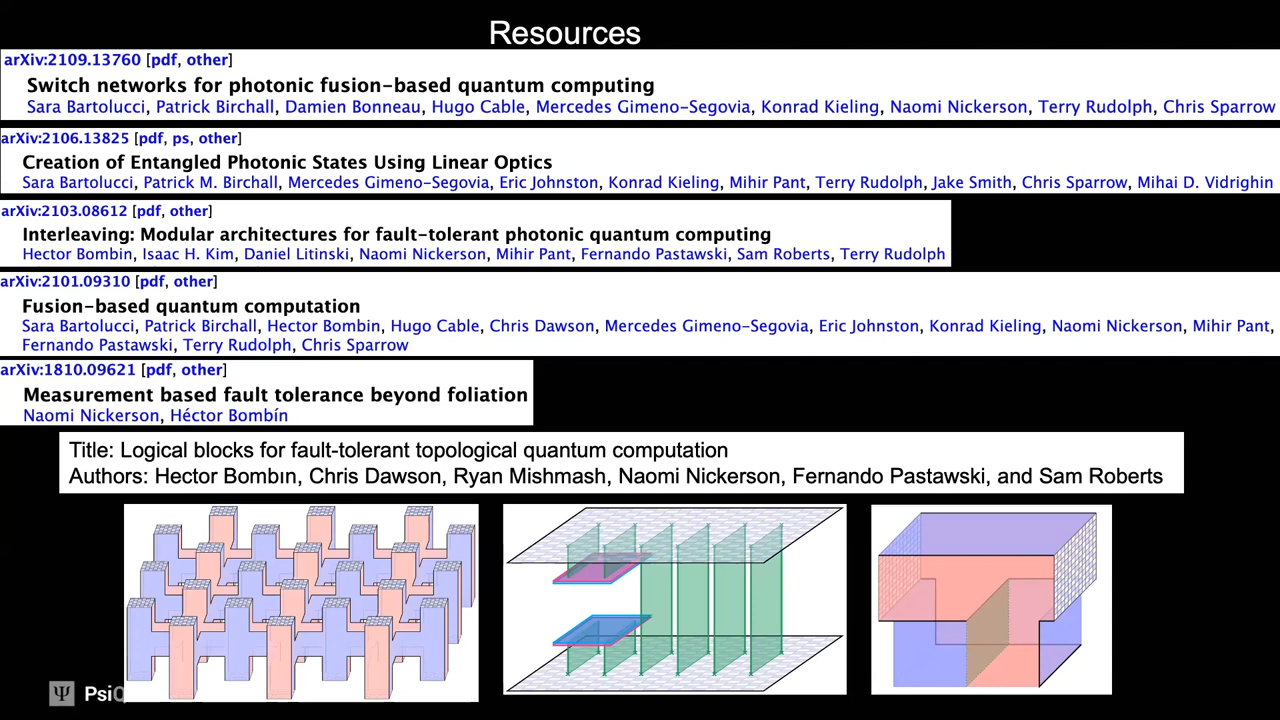 Resources
arXiv:2109.13760 [pdf, other]
Switch networks for photonic fusion-based quantum computing
Sara Bartolucci, Patrick Birchall, Damien Bonneau, Hugo Cable, Mercedes Gimeno-Segovia, Konrad Kieling, Naomi Nickerson, Terry Rudolph, Chris Sparrow
arXiv:2106.13825 [pdf, ps, other]
Creation of Entangled Photonic States Using Linear Optics
Sara Bartolucci, Patrick M. Birchall, Mercedes Gimeno-Segovia, Eric Johnston, Konrad Kieling, Mihir Pant, Terry Rudolph, Jake Smith, Chris Sparrow, Mihai D. Vidrighin
arXiv:2103.08612 [pdf, other]
Interleaving: Modular architectures for fault-tolerant photonic quantum computing
Hector Bombin, Isaac H. Kim, Daniel Litinski, Naomi Nickerson, Mihir Pant, Fernando Pastawski, Sam Roberts, Terry Rudolph
arXiv:2101.09310 [pdf, other]
Fusion-based quantum computation
Sara Bartolucci, Patrick Birchall, Hector Bombin, Hugo Cable, Chris Dawson, Mercedes Gimeno-Segovia, Eric Johnston, Konrad Kieling, Naomi Nickerson, Mihir Pant,
Fernando Pastawski, Terry Rudolph, Chris Sparrow
arXiv:1810.09621 [pdf, other]
Measurement based fault tolerance beyond foliation
Naomi Nickerson, Héctor Bombín
Title: Logical blocks for fault-tolerant topological quantum computation
Authors: Hector Bombın, Chris Dawson, Ryan Mishmash, Naomi Nickerson, Fernando Pastawski, and Sam Roberts
Ψ Psi